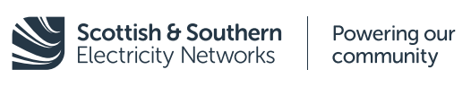 Scottish & Southern
Electricity Networks
Powering our
community